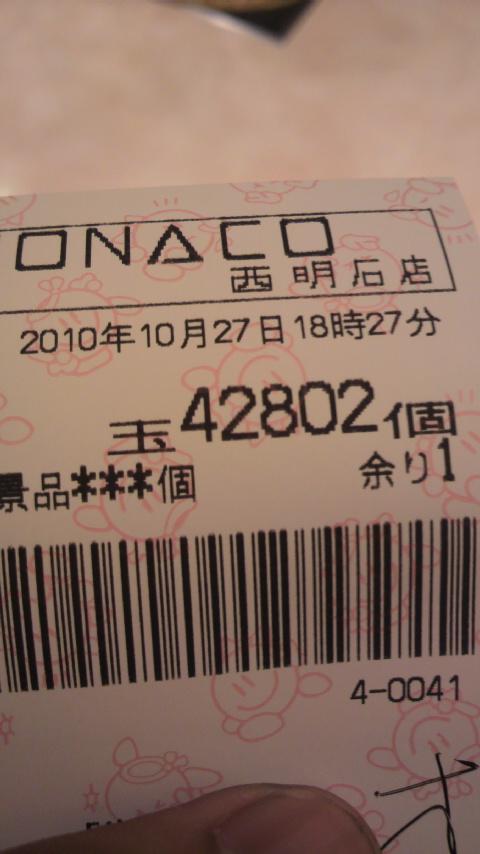 ONACO
西明石店
2010年10月27日18時27分
玉42802個
景品***個 余り1
4-0041